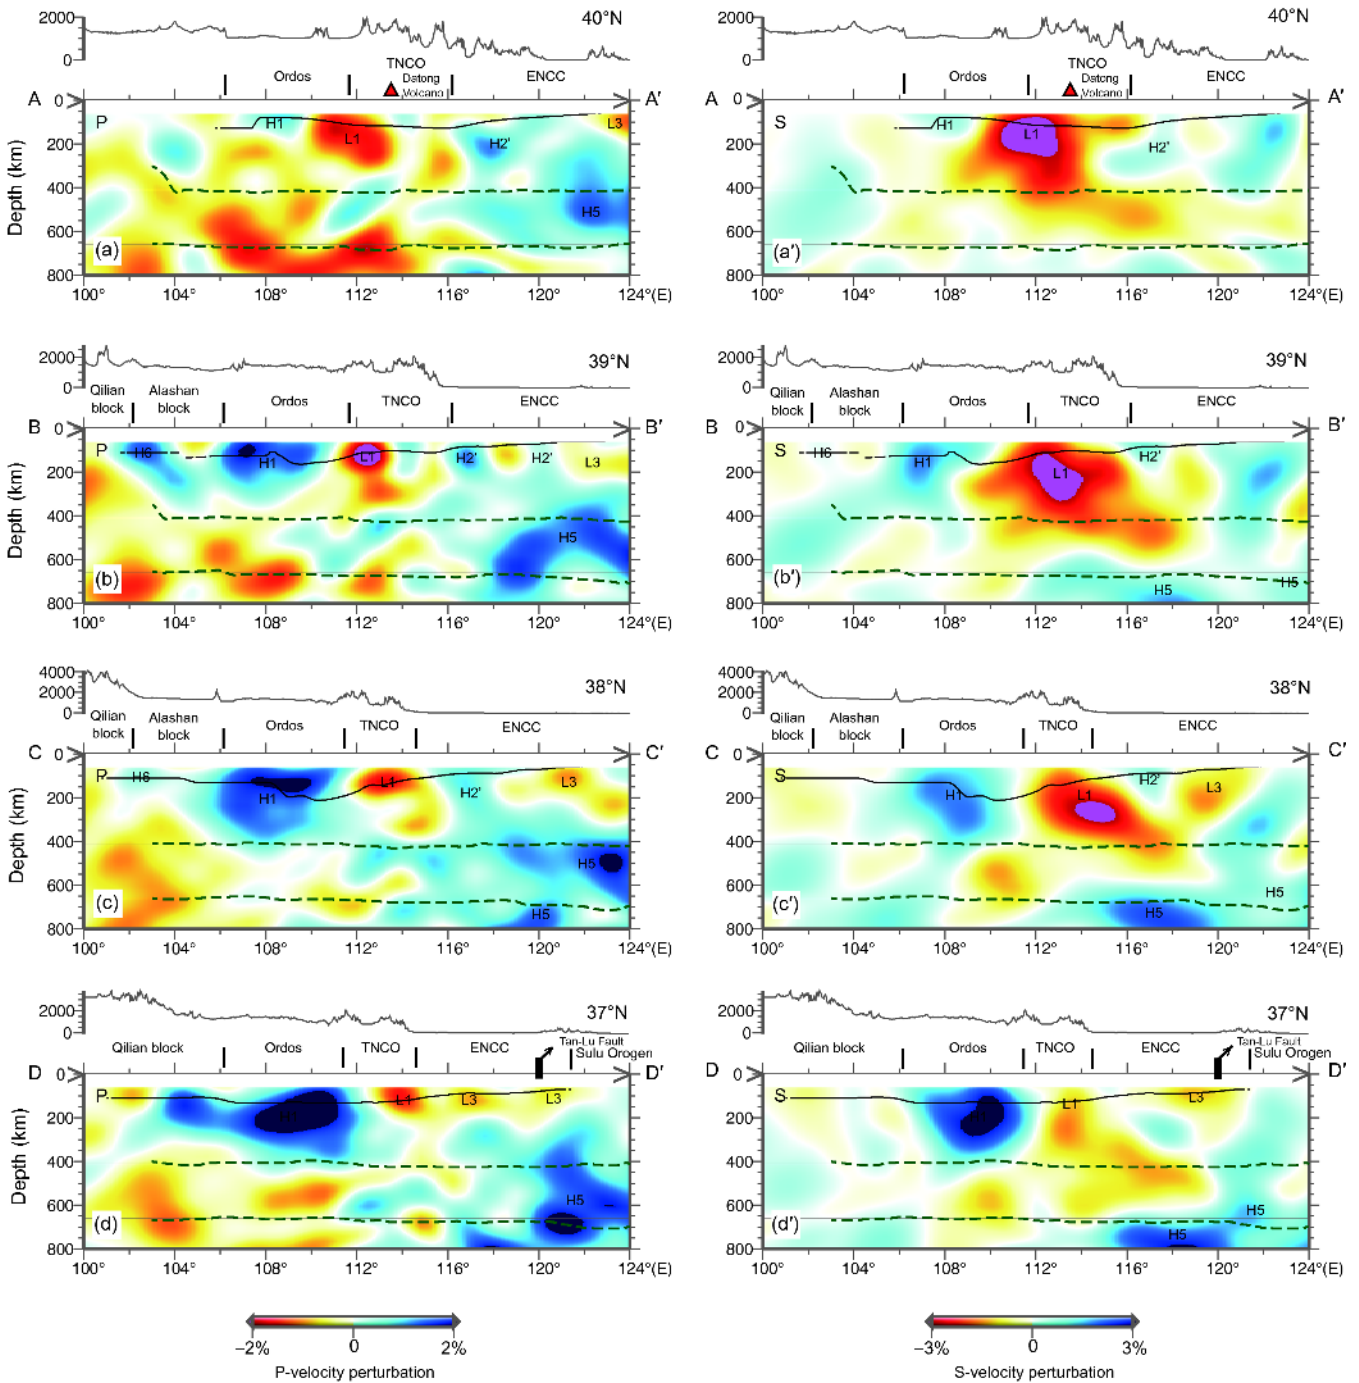 2000
0
40°N
Ordos
TNCO
Datong
Volcano
ENCC
A
A′
0
200
400
600
800
Depth (km)
P
H1
L1
H2'
L3
H5
(a)
100°
104°
108°
112°
116°
120°
124°(E)
2000
0
40°N
Ordos
TNCO
Datong
Volcano
ENCC
A
A′
0
200
400
600
800
S
H1
L1
H2'
(a′)
100°
104°
108°
112°
116°
120°
124°(E)
2000
0
39°N
Qilian
block
Alashan
block
Ordos
TNCO
ENCC
B
B′
0
200
400
600
800
Depth (km)
P
H6
H1
L1
H2'
H2'
L3
H5
(b)
100°
104°
108°
112°
116°
120°
124°(E)
2000
0
39°N
Qilian
block
Alashan
block
Ordos
TNCO
ENCC
B
B′
0
200
400
600
800
S
H6
H1
L1
H2'
H5
H5
(b′)
100°
104°
108°
112°
116°
120°
124°(E)
4000
2000
0
38°N
Qilian
block
Alashan
block
Ordos
TNCO
ENCC
C
C′
0
200
400
600
800
Depth (km)
P
H6
H1
L1
H2'
L3
H5
H5
(c)
100°
104°
108°
112°
116°
120°
124°(E)
4000
2000
0
38°N
Qilian
block
Alashan
block
Ordos
TNCO
ENCC
C
C′
0
200
400
600
800
S
H1
L1
H2'
L3
H5
H5
(c′)
100°
104°
108°
112°
116°
120°
124°(E)
2000
0
37°N
Qilian block
Ordos
TNCO
ENCC
Tan-Lu Fault
Sulu Orogen
D
D′
0
200
400
600
800
Depth (km)
P
L1
L3
L3
H5
(d)
100°
104°
108°
112°
116°
120°
124°(E)
2000
0
37°N
Qilian block
Ordos
TNCO
ENCC
Tan-Lu Fault
Sulu Orogen
D
D′
0
200
400
600
800
S
L1
L3
H5
H5
(d′)
100°
104°
108°
112°
116°
120°
124°(E)
−2%
0
2%
P-velocity perturbation
−3%
0
3%
S-velocity perturbation